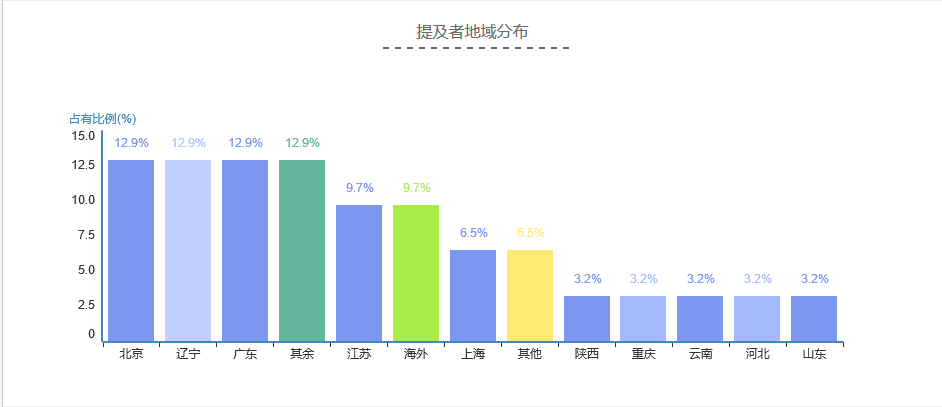 提及者地域分布
占有比例(%)
15.0
12.5
10.0
7.5
5.0
2.5
0
12.9% 12.9% 12.9% 12.9% 9.7% 9.7% 6.5% 6.5% 3.2% 3.2% 3.2% 3.2% 3.2%
北京 辽宁 广东 其余 江苏 海外 上海 其他 陕西 重庆 云南 河北 山东